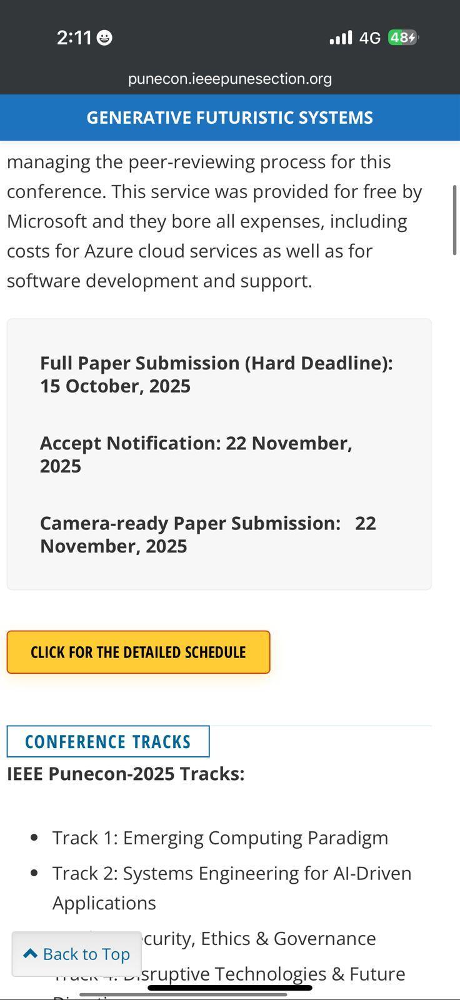 2:11
4G 48
punecon.ieeepunesection.org
GENERATIVE FUTURISTIC SYSTEMS
managing the peer-reviewing process for this
conference. This service was provided for free by
Microsoft and they bore all expenses, including
costs for Azure cloud services as well as for
software development and support.
Full Paper Submission (Hard Deadline):
15 October, 2025
Accept Notification: 22 November,
2025
Camera-ready Paper Submission: 22
November, 2025
CLICK FOR THE DETAILED SCHEDULE
CONFERENCE TRACKS
IEEE Punecon-2025 Tracks:
• Track 1: Emerging Computing Paradigm
• Track 2: Systems Engineering for AI-Driven
Applications
Ethics & Governance
Back to Top
Track 4: Disruptive Technologies & Future